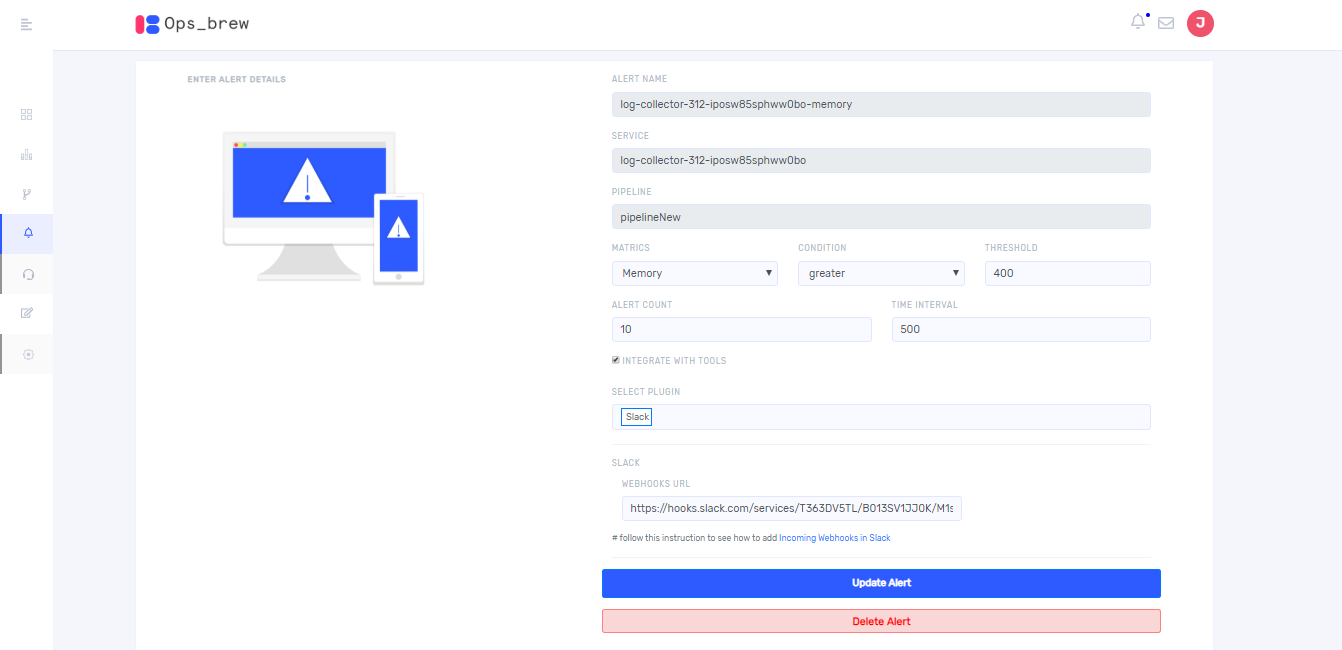 Ops_brew
J
ENTER ALERT DETAILS
ALERT NAME
log-collector-312-iposw85sphww0bo-memory
SERVICE
log-collector-312-iposw85sphww0bo
PIPELINE
pipelineNew
MATRICS CONDITION THRESHOLD
Memory greater 400
ALERT COUNT TIME INTERVAL
10 500
INTEGRATE WITH TOOLS
SELECT PLUGIN
Slack
SLACK
WEBHOOKS URL
https://hooks.slack.com/services/T363DV5TL/B013SV1JJ0K/M1s
# follow this instruction to see how to add Incoming Webhooks in Slack
Update Alert
Delete Alert